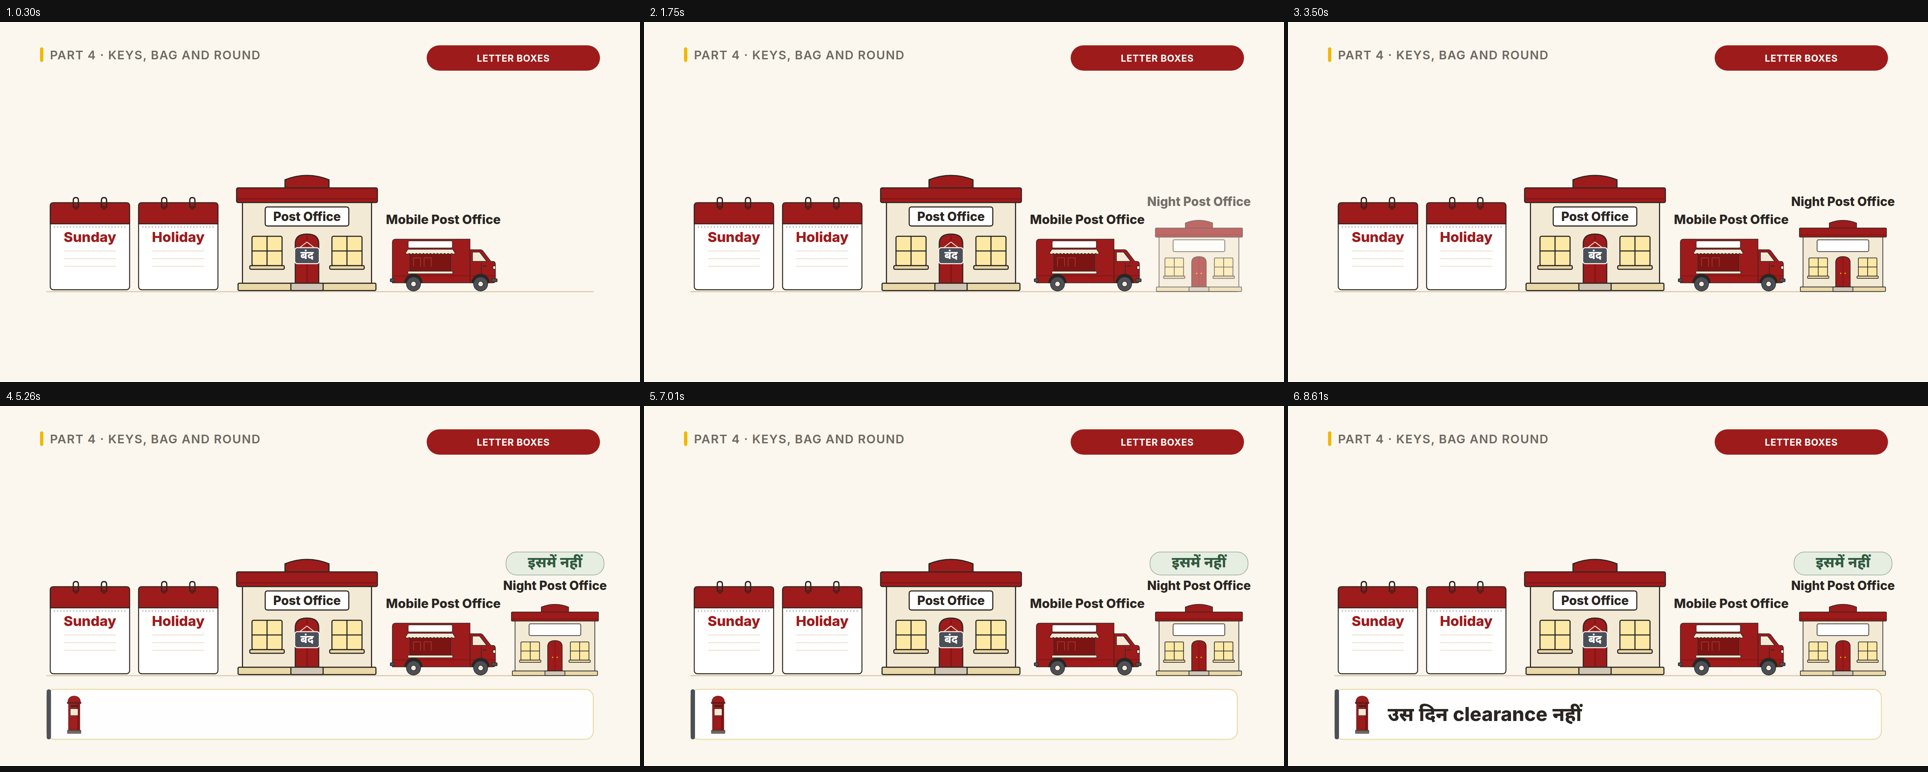 1. 0.30s
PART 4 · KEYS, BAG AND ROUND
LETTER BOXES
Sunday
Holiday
Post Office
बंद
Mobile Post Office
2. 1.75s
PART 4 · KEYS, BAG AND ROUND
LETTER BOXES
Sunday
Holiday
Post Office
बंद
Mobile Post Office
Night Post Office
3. 3.50s
PART 4 · KEYS, BAG AND ROUND
LETTER BOXES
Sunday
Holiday
Post Office
बंद
Mobile Post Office
Night Post Office
4. 5.26s
PART 4 · KEYS, BAG AND ROUND
LETTER BOXES
Sunday
Holiday
Post Office
बंद
Mobile Post Office
इसमें नहीं
Night Post Office
5. 7.01s
PART 4 · KEYS, BAG AND ROUND
LETTER BOXES
Sunday
Holiday
Post Office
बंद
Mobile Post Office
इसमें नहीं
Night Post Office
6. 8.61s
PART 4 · KEYS, BAG AND ROUND
LETTER BOXES
Sunday
Holiday
Post Office
बंद
Mobile Post Office
इसमें नहीं
Night Post Office
उस दिन clearance नहीं